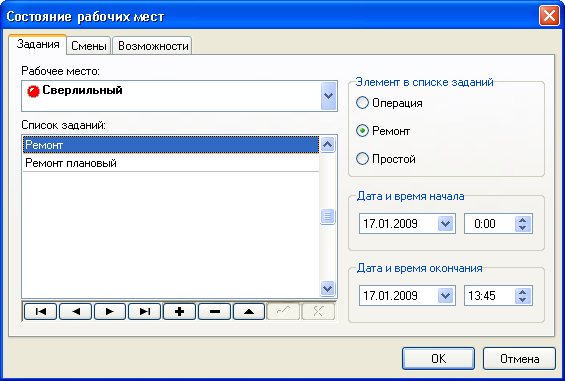 Состояние рабочих мест
Задания Смены Возможности
Рабочее место:
Сверлильный
Список заданий:
Ремонт
Ремонт плановый
Элемент в списке заданий
Операция
Ремонт
Простой
Дата и время начала
17.01.2009 0:00
Дата и время окончания
17.01.2009 13:45
OK Отмена